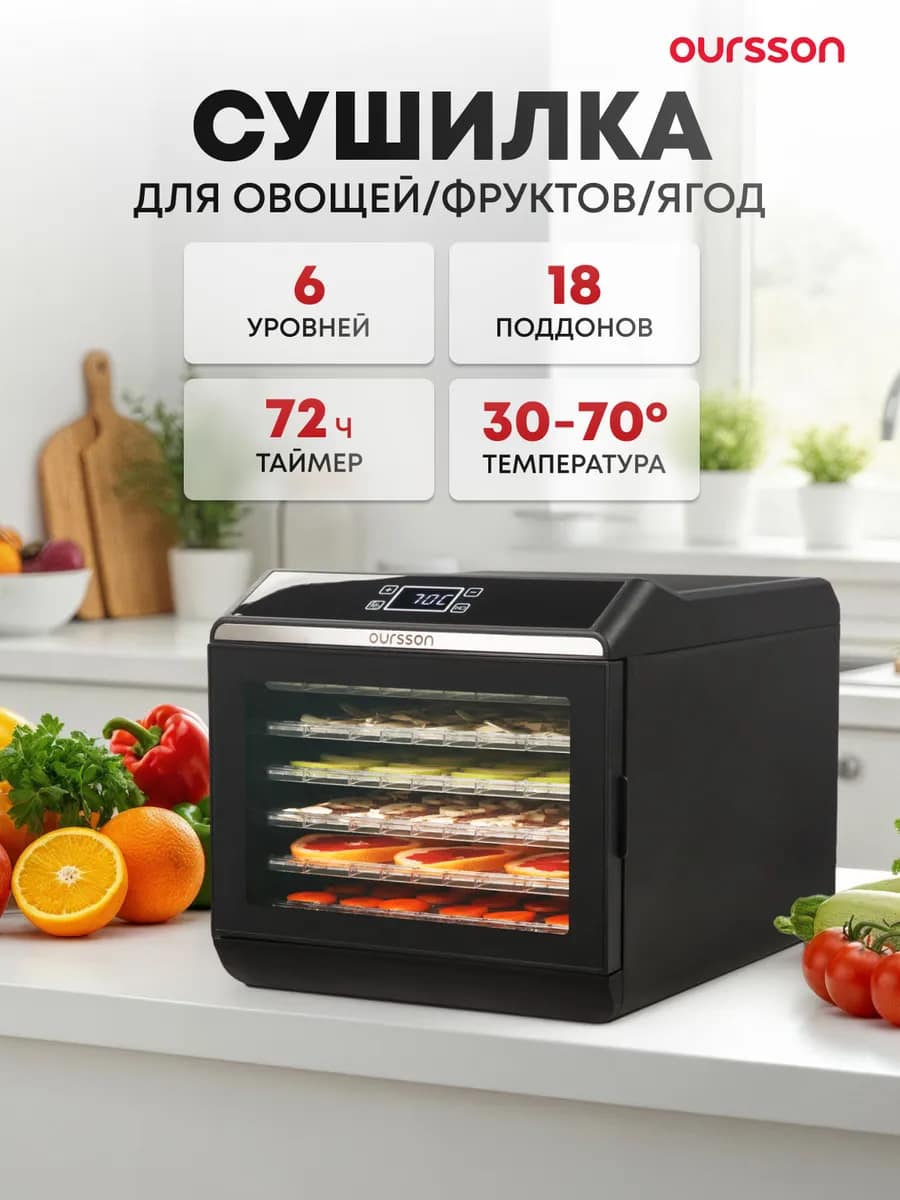 oursson
СУШИЛКА
ДЛЯ ОВОЩЕЙ/ФРУКТОВ/ЯГОД
6
УРОВНЕЙ
18
ПОДДОНОВ
72 ч
ТАЙМЕР
30-70°
ТЕМПЕРАТУРА
70C
oursson